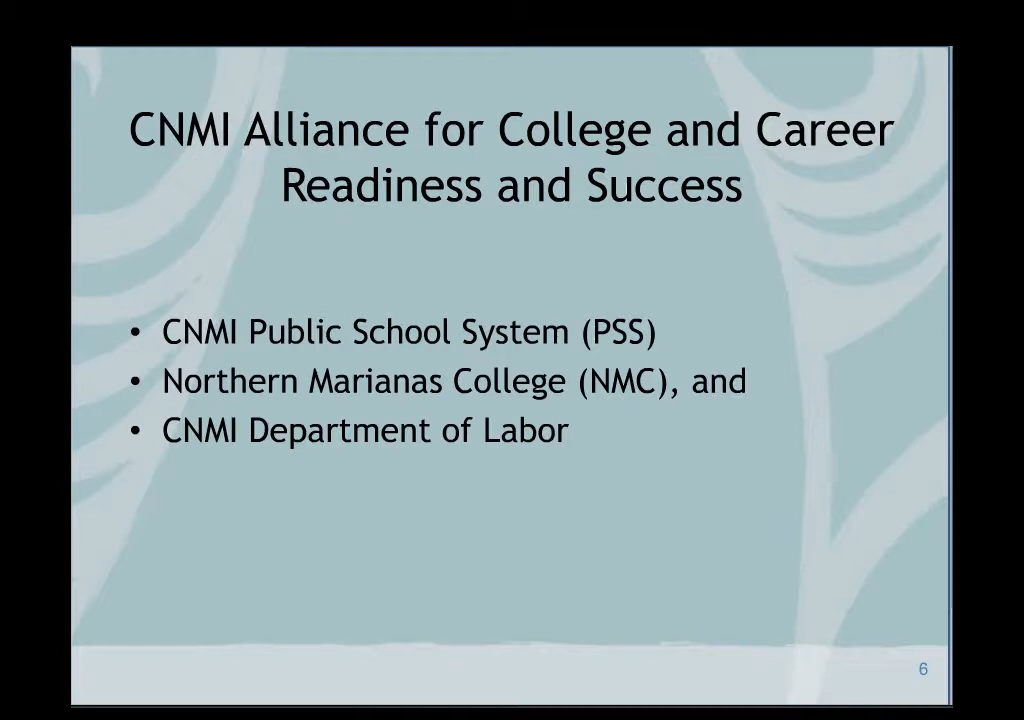 CNMI Alliance for College and Career
Readiness and Success
• CNMI Public School System (PSS)
• Northern Marianas College (NMC), and
• CNMI Department of Labor
6